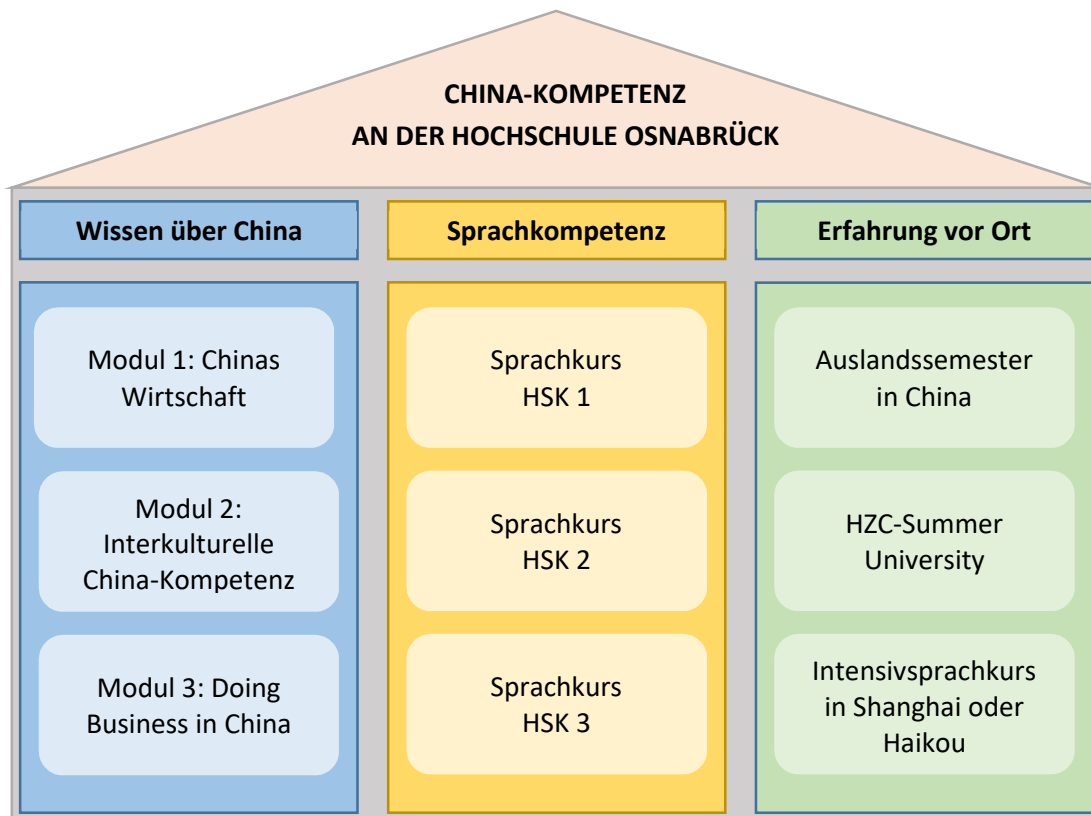 CHINA-KOMPETENZ
AN DER HOCHSCHULE OSNABRÜCK
Wissen über China
Modul 1: Chinas
Wirtschaft
Modul 2:
Interkulturelle
China-Kompetenz
Modul 3: Doing
Business in China
Sprachkompetenz
Sprachkurs
HSK 1
Sprachkurs
HSK 2
Sprachkurs
HSK 3
Erfahrung vor Ort
Auslandssemester
in China
HZC-Summer
University
Intensivsprachkurs
in Shanghai oder
Haikou